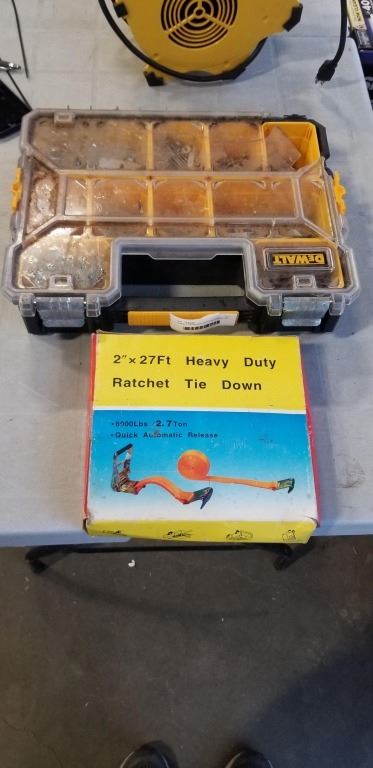 DEWALT
2" x 27Ft Heavy Duty
Ratchet Tie Down
•6000Lbs /2.7Ton
•Quick Automatic Release